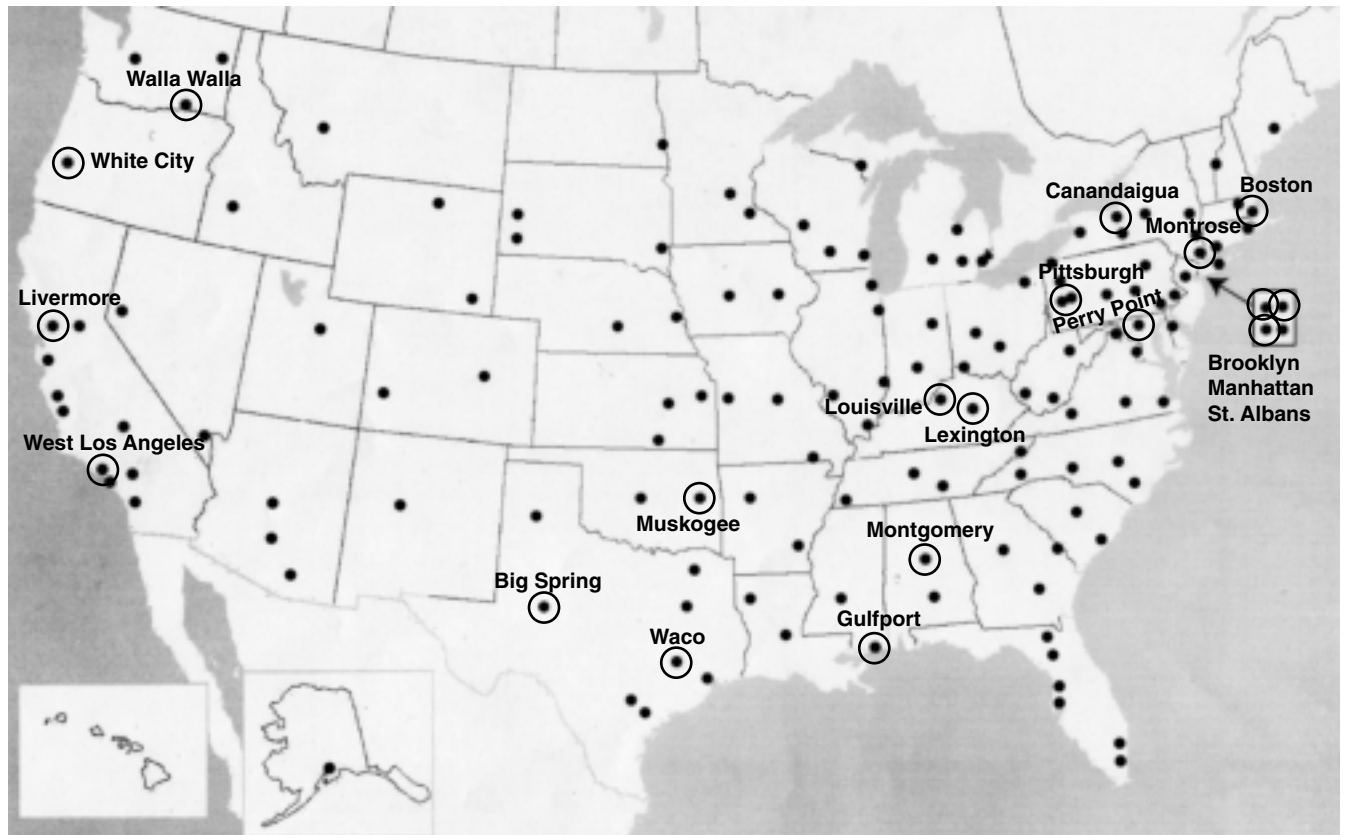 Walla Walla
White City
Canandaigua
Boston
Montrose
Pittsburgh
Perry Point
Livermore
Brooklyn
Manhattan
St. Albans
Louisville
Lexington
West Los Angeles
Muskogee
Montgomery
Big Spring
Gulfport
Waco